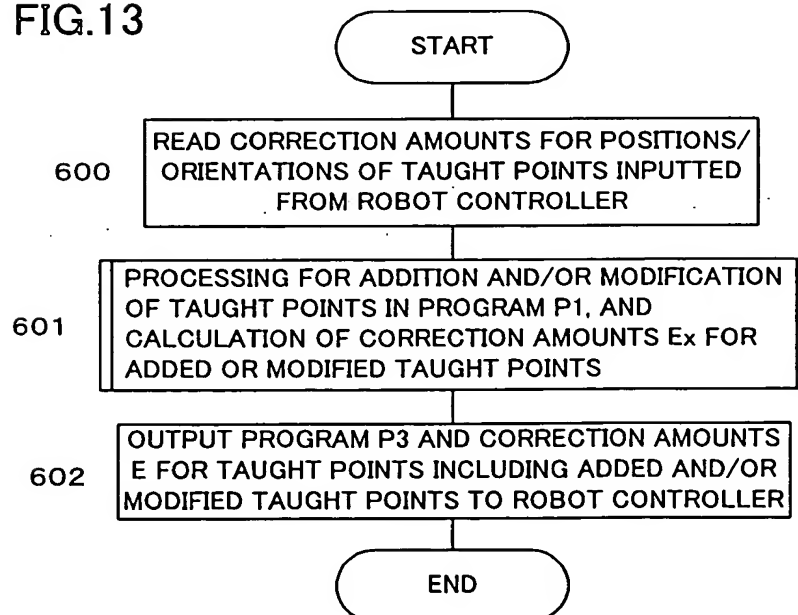 FIG.13
START
600
READ CORRECTION AMOUNTS FOR POSITIONS/
ORIENTATIONS OF TAUGHT POINTS INPUTTED
FROM ROBOT CONTROLLER
601
PROCESSING FOR ADDITION AND/OR MODIFICATION
OF TAUGHT POINTS IN PROGRAM P1, AND
CALCULATION OF CORRECTION AMOUNTS Ex FOR
ADDED OR MODIFIED TAUGHT POINTS
602
OUTPUT PROGRAM P3 AND CORRECTION AMOUNTS
E FOR TAUGHT POINTS INCLUDING ADDED AND/OR
MODIFIED TAUGHT POINTS TO ROBOT CONTROLLER
END